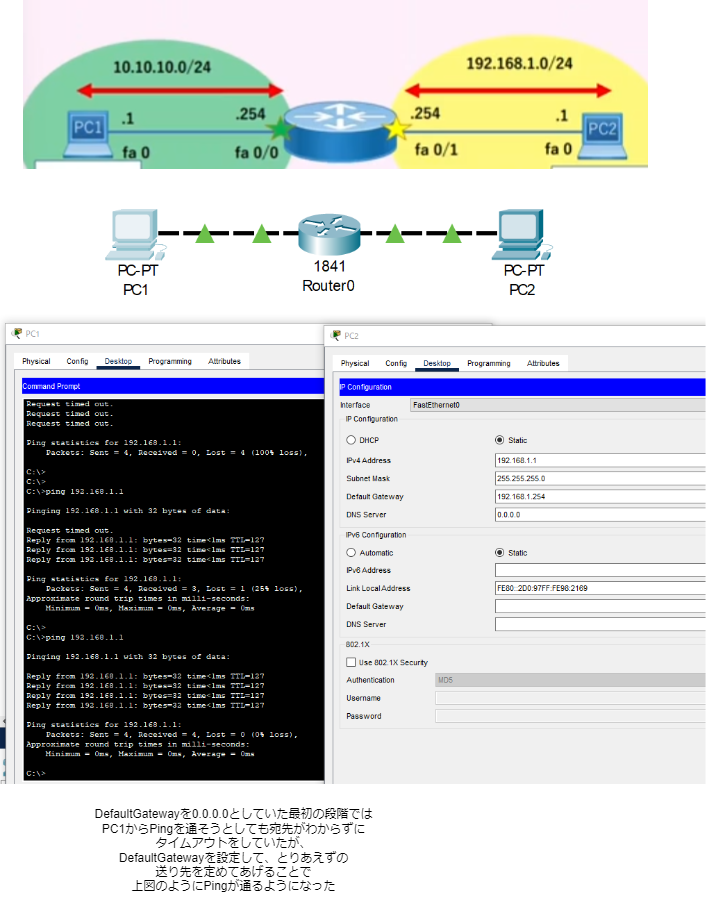 10.10.10.0/24
192.168.1.0/24
.1
.254
.254
.1
PC1
PC2
fa 0
fa 0/0
fa 0/1
fa 0
PC-PT
PC1
1841
Router0
PC-PT
PC2
PC1
Physical Config Desktop Programming Attributes
Command Prompt
Request timed out.
Request timed out.
Request timed out.
Ping statistics for 192.168.1.1:
Packets: Sent = 4, Received = 0, Lost = 4 (100% loss),
C:\>
C:\>
C:\>ping 192.168.1.1
Pinging 192.168.1.1 with 32 bytes of data:
Request timed out.
Reply from 192.168.1.1: bytes=32 time<1ms TTL=127
Reply from 192.168.1.1: bytes=32 time<1ms TTL=127
Reply from 192.168.1.1: bytes=32 time<1ms TTL=127
Ping statistics for 192.168.1.1:
Packets: Sent = 4, Received = 3, Lost = 1 (25% loss),
Approximate round trip times in milli-seconds:
Minimum = 0ms, Maximum = 0ms, Average = 0ms
C:\>
C:\>ping 192.168.1.1
Pinging 192.168.1.1 with 32 bytes of data:
Reply from 192.168.1.1: bytes=32 time<1ms TTL=127
Reply from 192.168.1.1: bytes=32 time<1ms TTL=127
Reply from 192.168.1.1: bytes=32 time<1ms TTL=127
Reply from 192.168.1.1: bytes=32 time<1ms TTL=127
Ping statistics for 192.168.1.1:
Packets: Sent = 4, Received = 4, Lost = 0 (0% loss),
Approximate round trip times in milli-seconds:
Minimum = 0ms, Maximum = 0ms, Average = 0ms
C:\>
PC2
Physical Config Desktop Programming Attributes
IP Configuration
Interface FastEthernet0
IP Configuration
DHCP Static
IPv4 Address 192.168.1.1
Subnet Mask 255.255.255.0
Default Gateway 192.168.1.254
DNS Server 0.0.0.0
IPv6 Configuration
Automatic Static
IPv6 Address
Link Local Address FE80::2D0:97FF:FE98:2169
Default Gateway
DNS Server
802.1X
Use 802.1X Security
Authentication MD5
Username
Password
DefaultGatewayを0.0.0.0としていた最初の段階では
PC1からPingを通そうとしても宛先がわからずに
タイムアウトをしていたが、
DefaultGatewayを設定して、とりあえずの
送り先を定めてあげることで
上図のようにPingが通るようになった